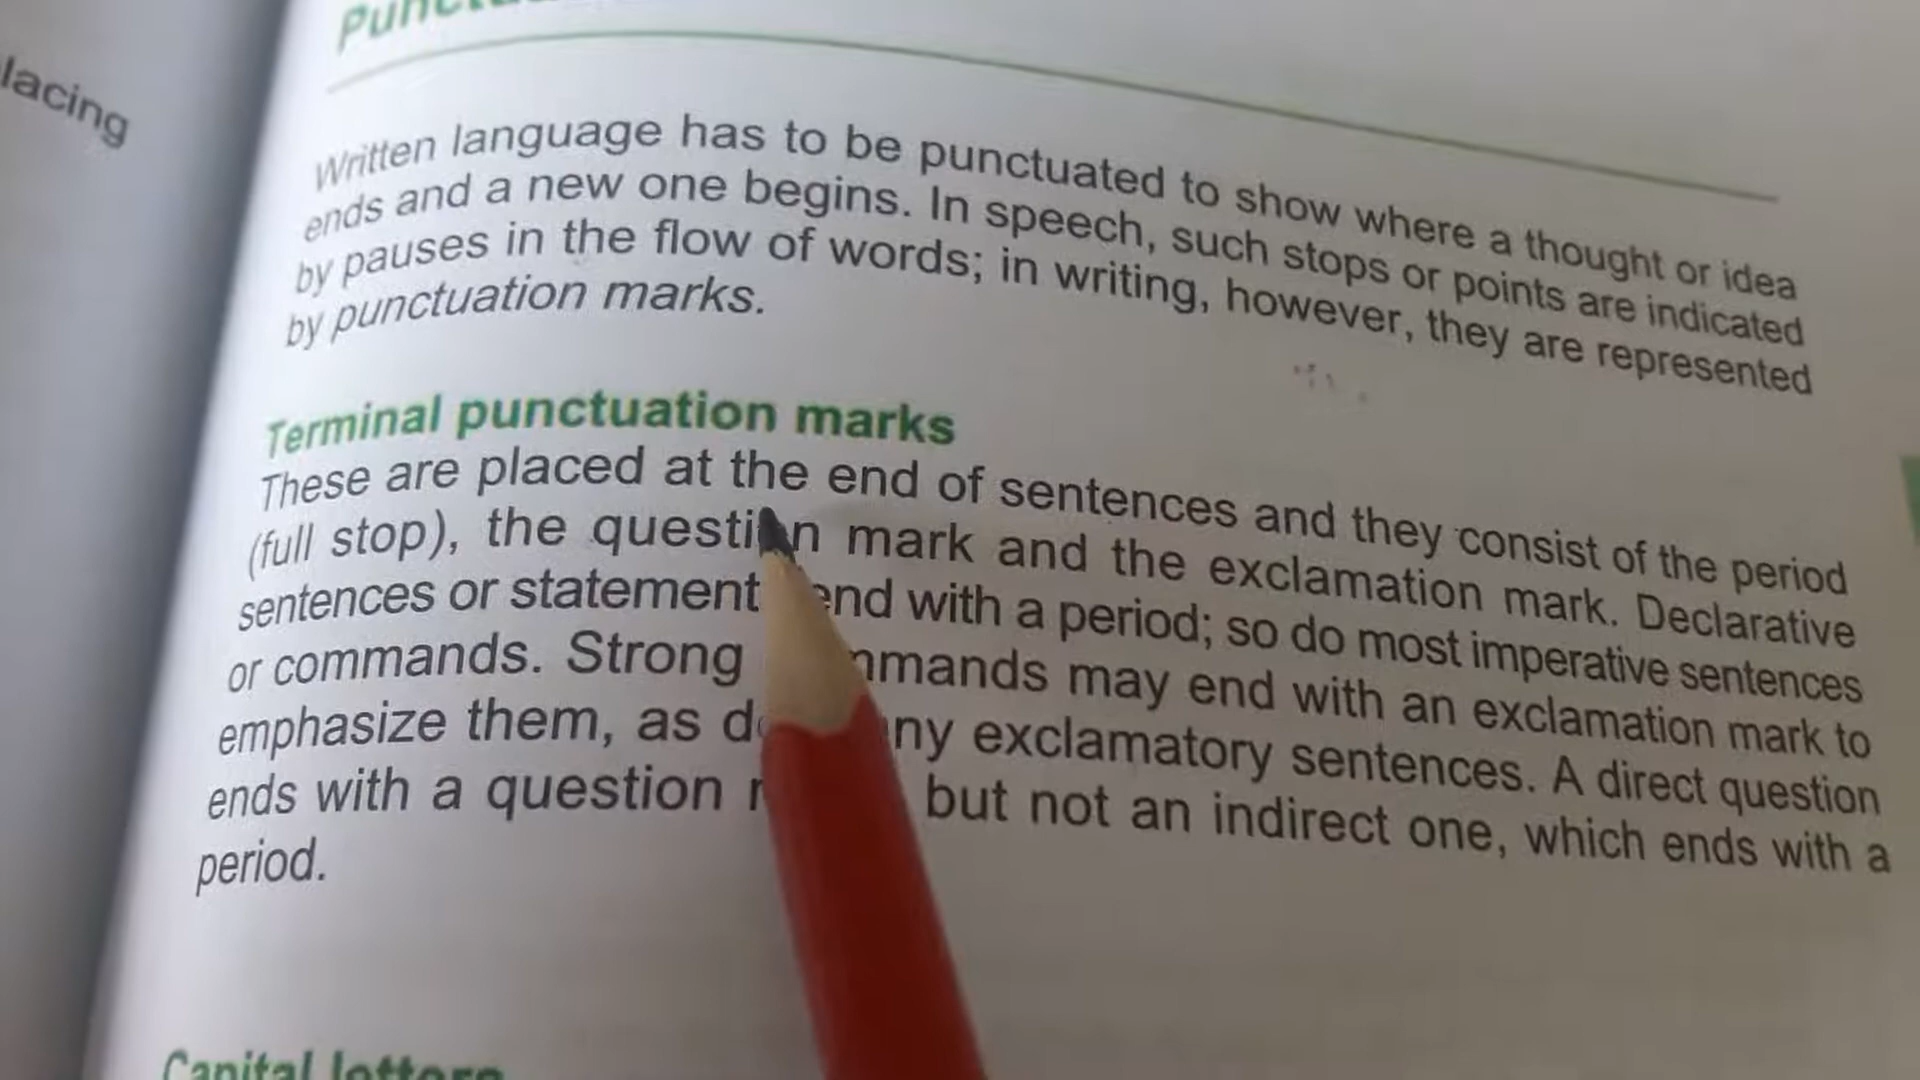 lacing
Written language has to be punctuated to show where a thought or idea
ends and a new one begins. In speech, such stops or points are indicated
by pauses in the flow of words; in writing, however, they are represented
by punctuation marks.
Terminal punctuation marks
These are placed at the end of sentences and they consist of the period
(full stop), the question mark and the exclamation mark. Declarative
sentences or statement end with a period; so do most imperative sentences
or commands. Strong mmands may end with an exclamation mark to
emphasize them, as ny exclamatory sentences. A direct question
ends with a question but not an indirect one, which ends with a
period.
Capital letters